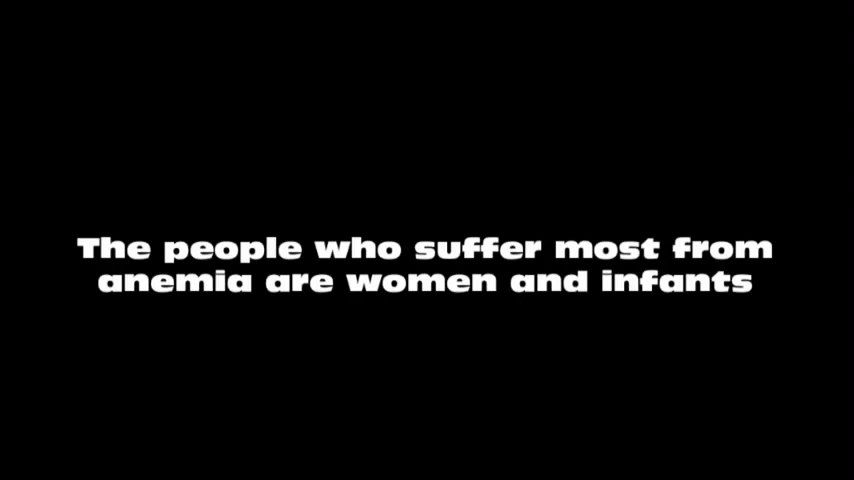 The people who suffer most from
anemia are women and infants